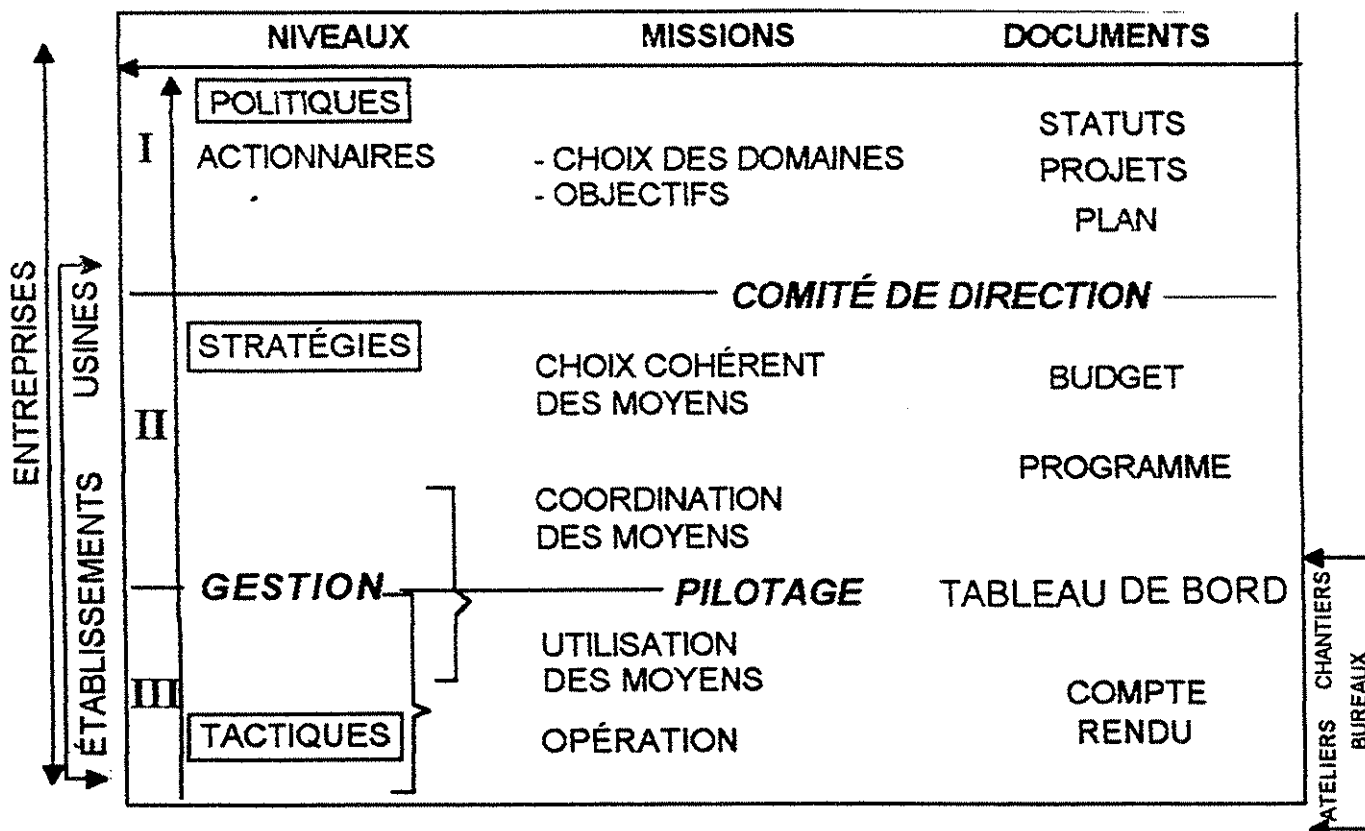 NIVEAUX MISSIONS DOCUMENTS
POLITIQUES
I
ACTIONNAIRES
- CHOIX DES DOMAINES
- OBJECTIFS
STATUTS
PROJETS
PLAN
COMITÉ DE DIRECTION
STRATÉGIES
II
CHOIX COHÉRENT
DES MOYENS
BUDGET
PROGRAMME
COORDINATION
DES MOYENS
GESTION PILOTAGE TABLEAU DE BORD
III
UTILISATION
DES MOYENS
COMPTE
RENDU
TACTIQUES
OPÉRATION
ENTREPRISES
ÉTABLISSEMENTS USINES
ATELIERS CHANTIERS
BUREAUX